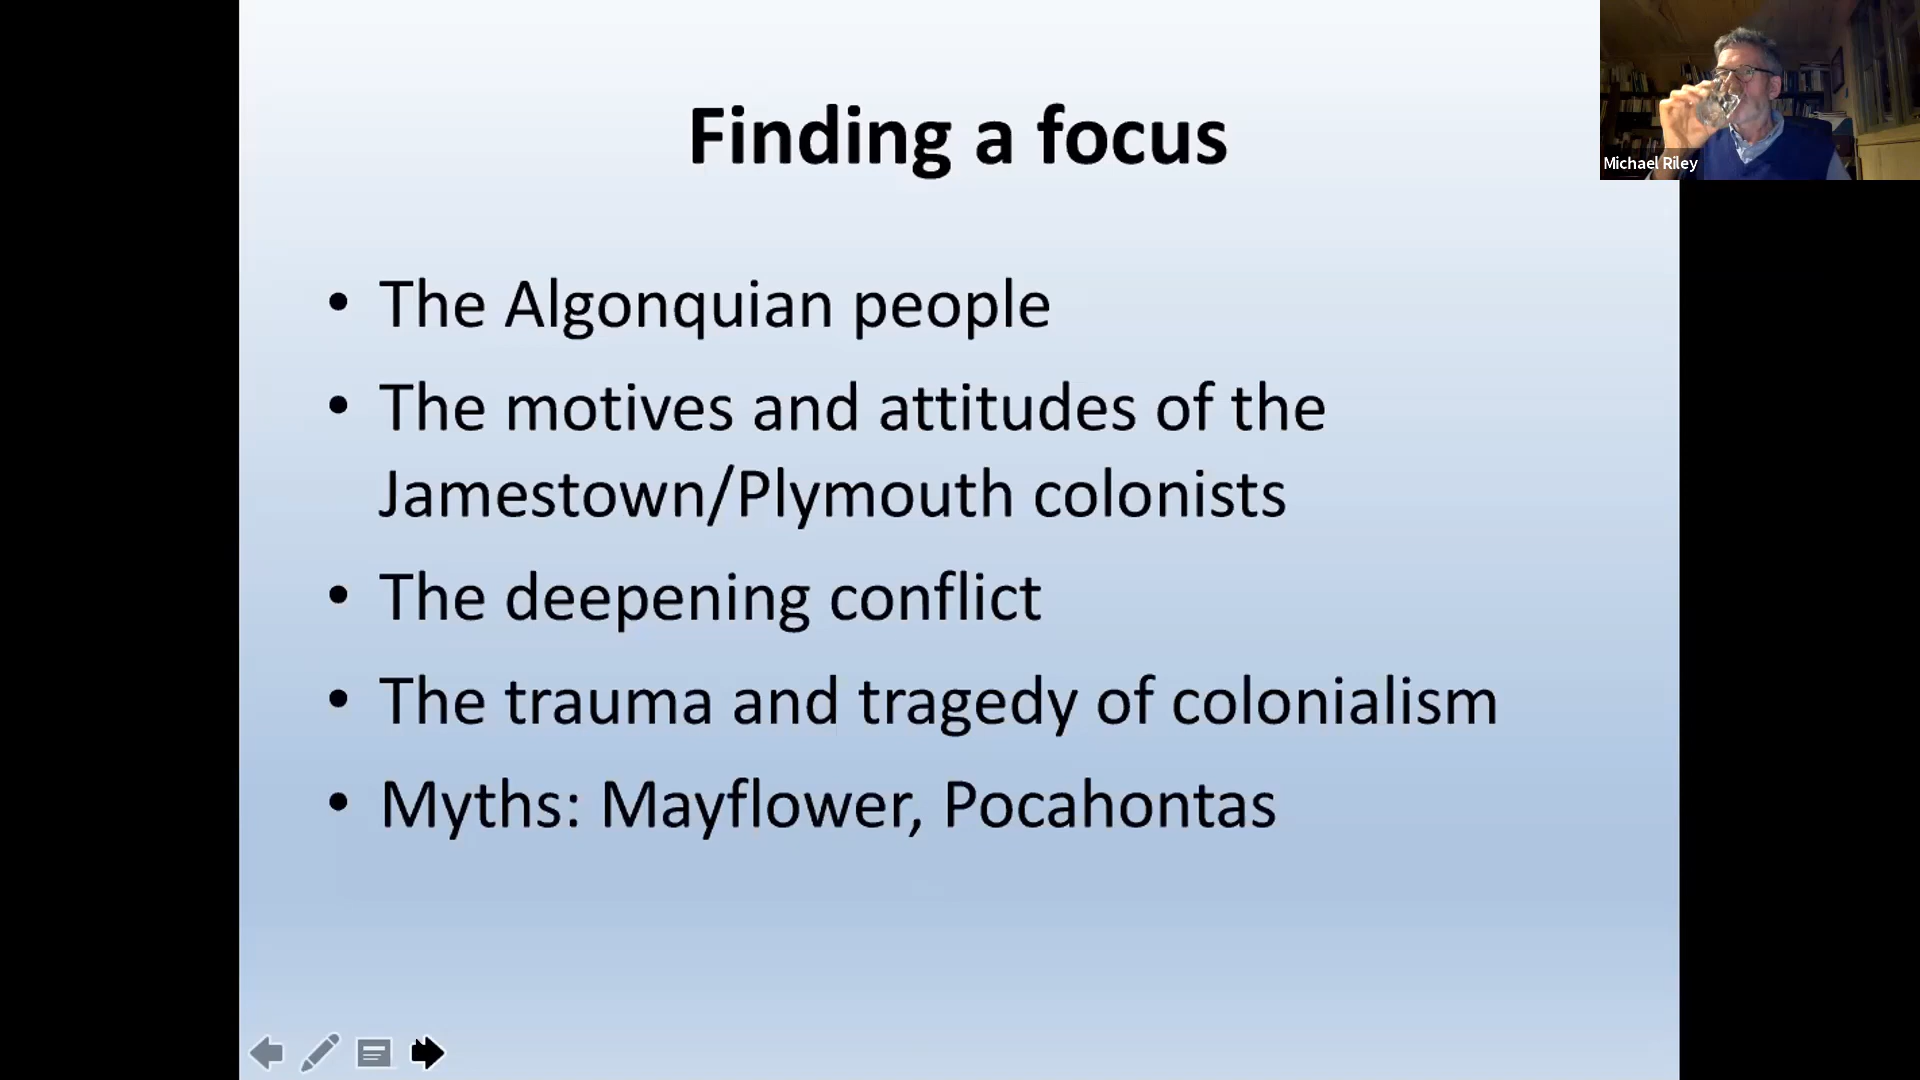 Finding a focus
Michael Riley
• The Algonquian people
• The motives and attitudes of the
Jamestown/Plymouth colonists
• The deepening conflict
• The trauma and tragedy of colonialism
• Myths: Mayflower, Pocahontas